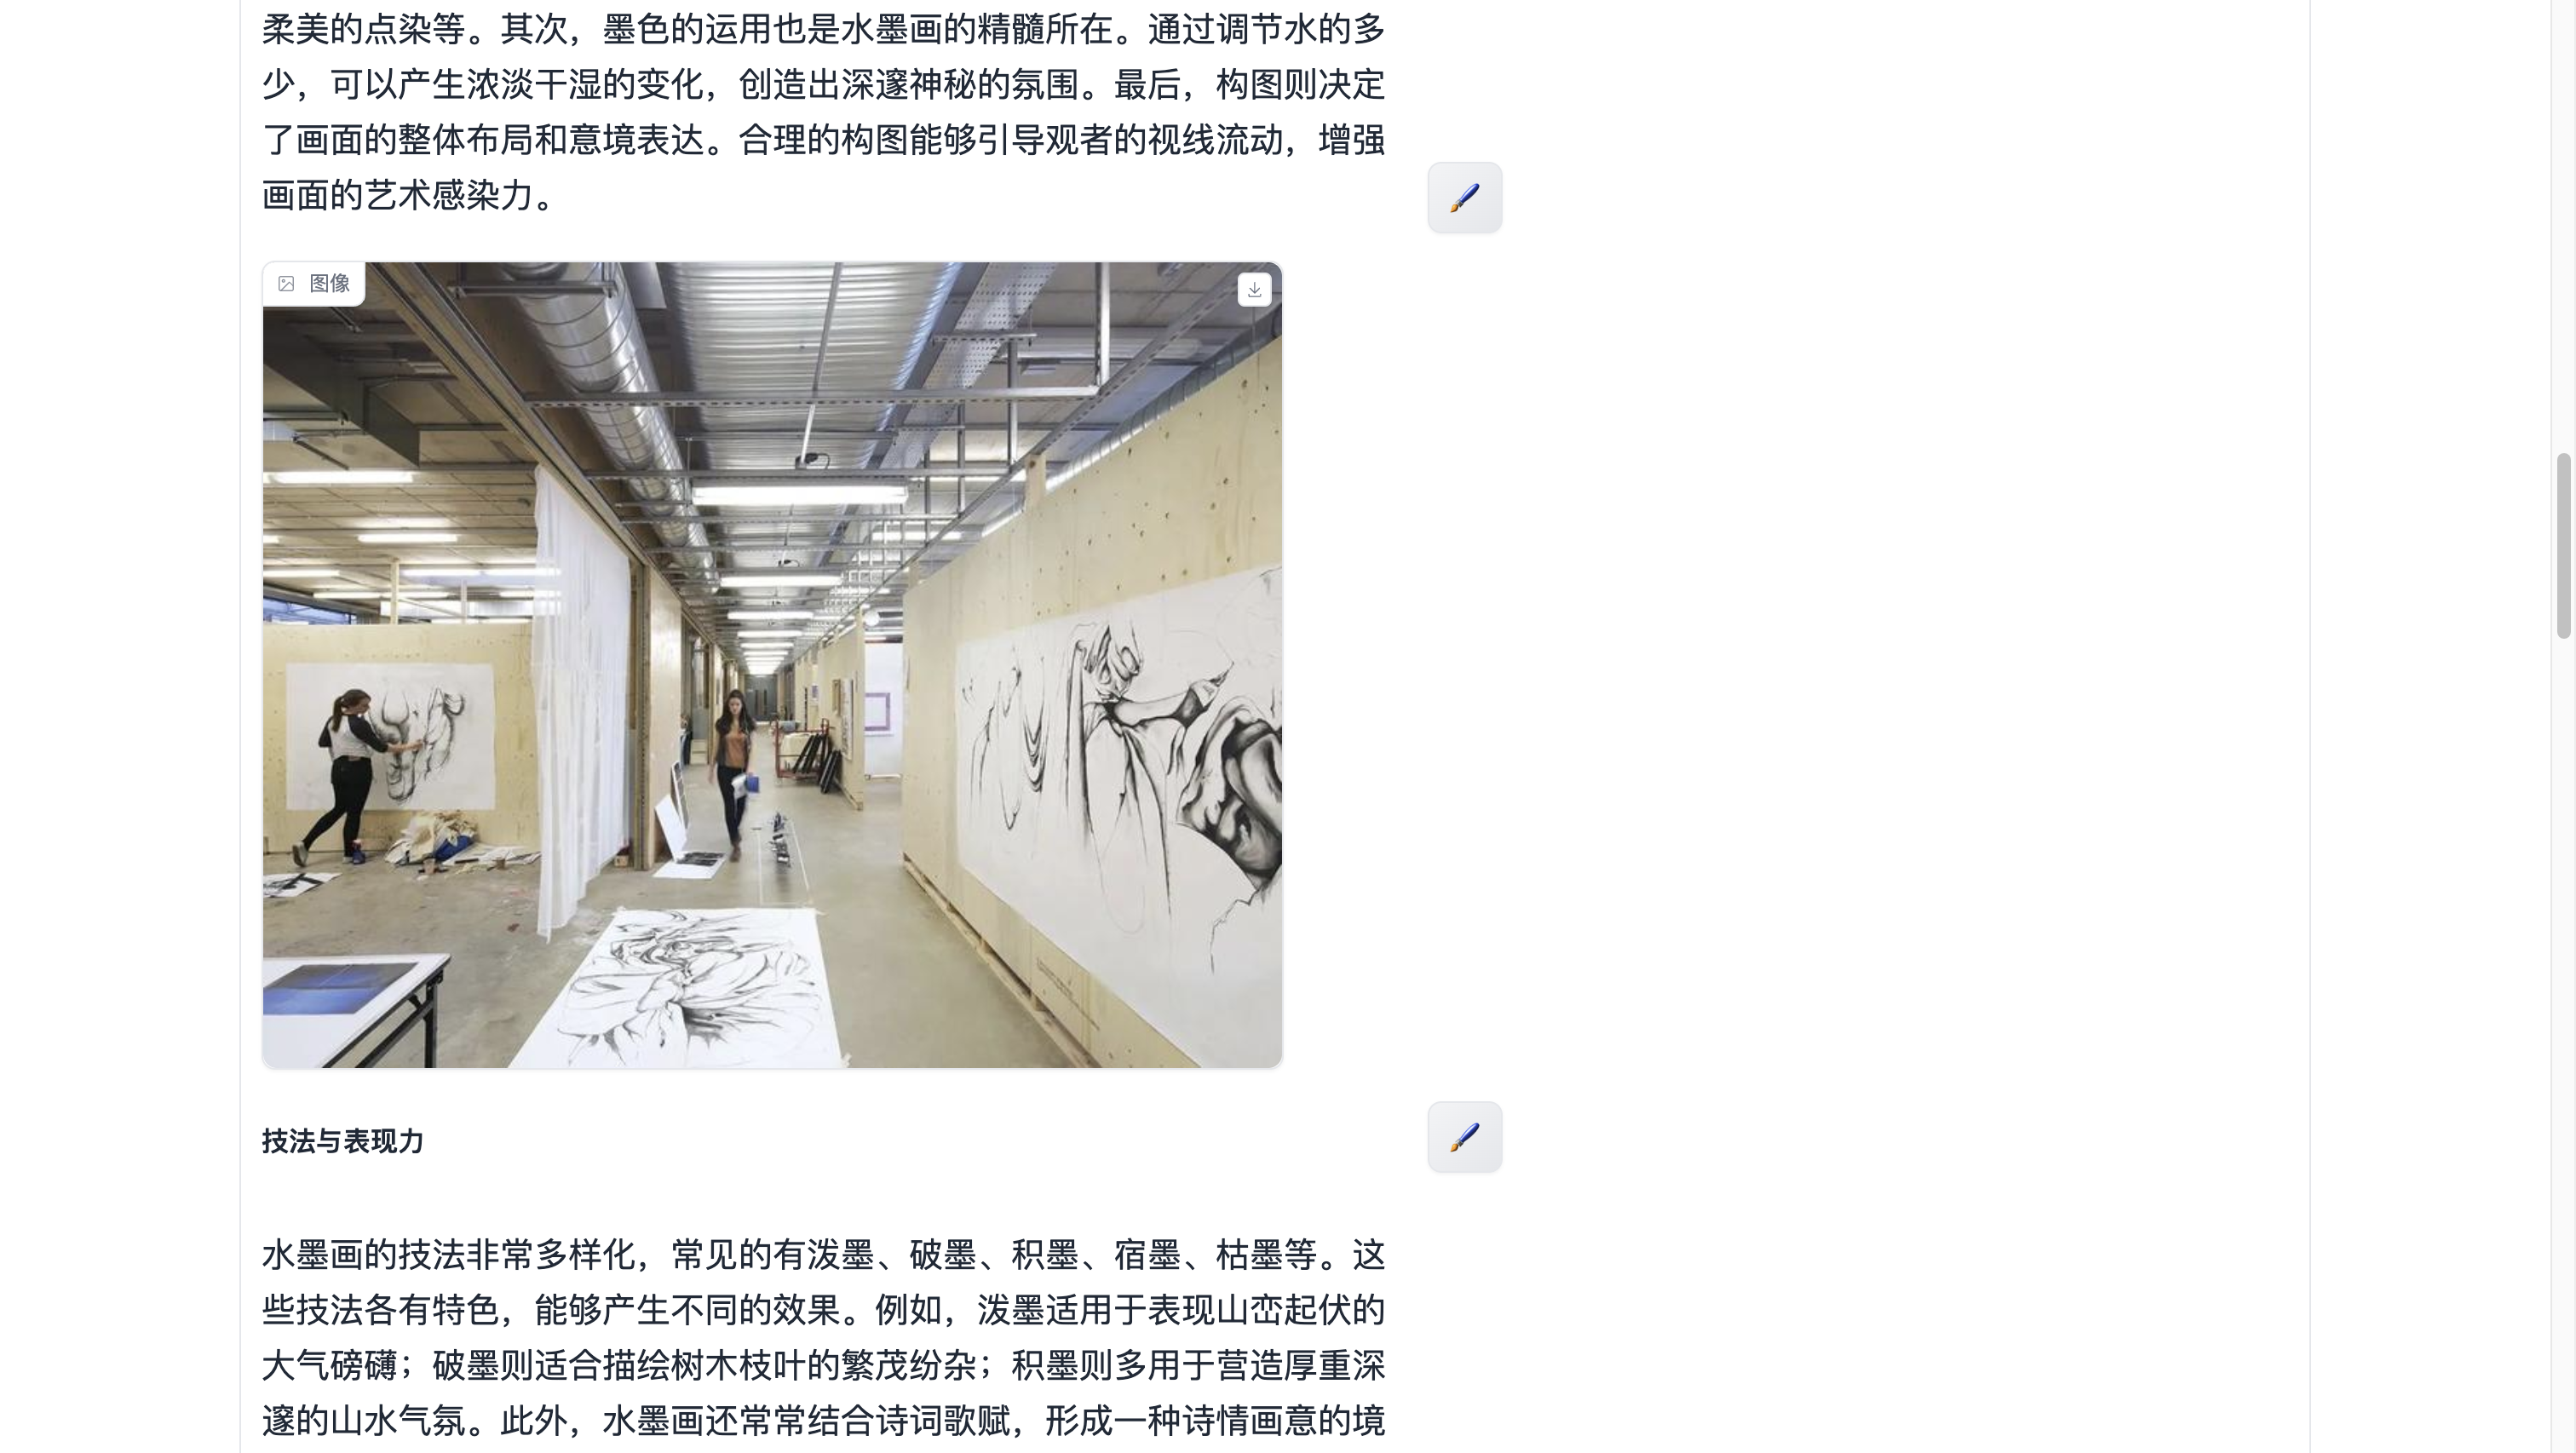 柔美的点染等。其次，墨色的运用也是水墨画的精髓所在。通过调节水的多
少，可以产生浓淡干湿的变化，创造出深邃神秘的氛围。最后，构图则决定
了画面的整体布局和意境表达。合理的构图能够引导观者的视线流动，增强
画面的艺术感染力。
图像
技法与表现力
水墨画的技法非常多样化，常见的有泼墨、破墨、积墨、宿墨、枯墨等。这
些技法各有特色，能够产生不同的效果。例如，泼墨适用于表现山峦起伏的
大气磅礴；破墨则适合描绘树木枝叶的繁茂纷杂；积墨则多用于营造厚重深
邃的山水气氛。此外，水墨画还常常结合诗词歌赋，形成一种诗情画意的境